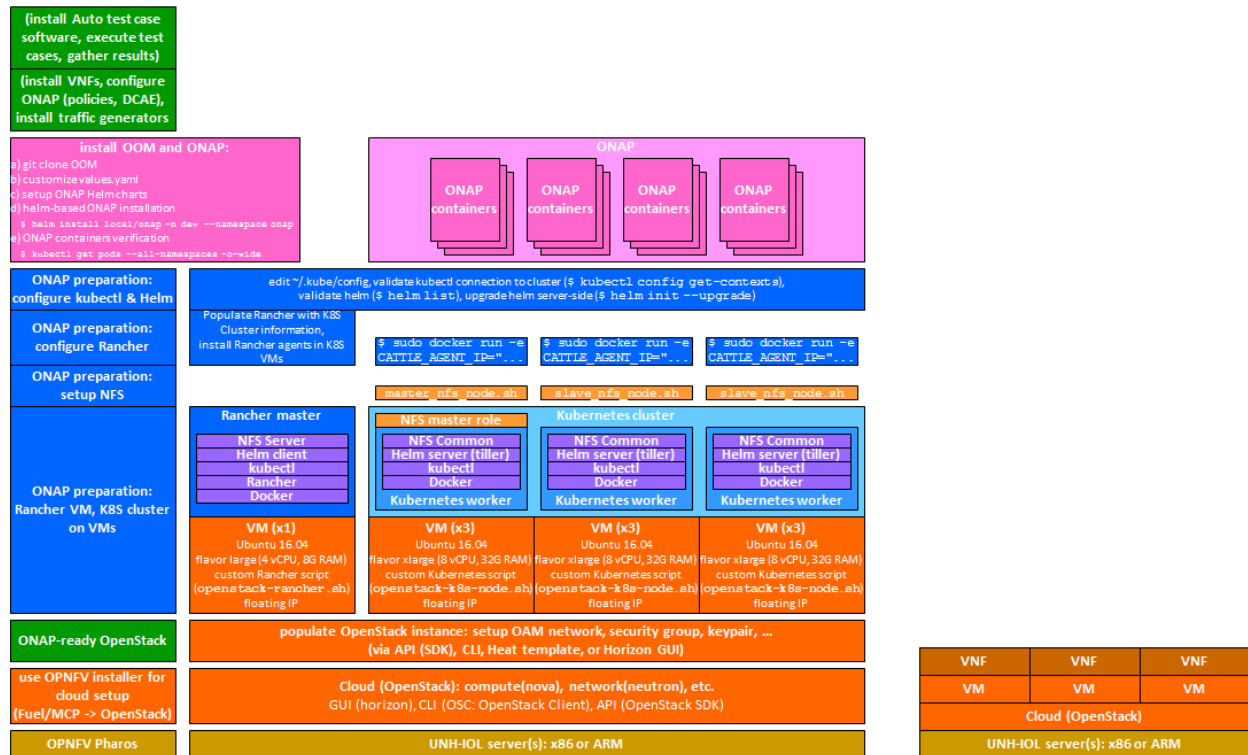 (install Auto test case
software, execute test
cases, gather results)
(install VNFs, configure
ONAP (policies, DCAE),
install traffic generators
install OOM and ONAP:
a) git clone OOM
b) customize values.yaml
c) setup ONAP Helm charts
d) helm-based ONAP installation
$ helm install local/onap -n dev --namespace onap
e) ONAP containers verification
$ kubectl get pods --all-namespaces -o-wide
ONAP
ONAP
containers
ONAP
containers
ONAP
containers
ONAP
containers
ONAP preparation:
configure kubectl & Helm
edit ~/.kube/config, validate kubectl connection to cluster ($ kubectl config get-contexts),
validate helm ($ helm list), upgrade helm server-side ($ helm init --upgrade)
ONAP preparation:
configure Rancher
Populate Rancher with K8S
Cluster information,
install Rancher agents in K8S
VMs
$ sudo docker run -e
CATTLE_AGENT_IP="...
$ sudo docker run -e
CATTLE_AGENT_IP="...
$ sudo docker run -e
CATTLE_AGENT_IP="...
ONAP preparation:
setup NFS
master_nfs_node.sh
slave_nfs_node.sh
slave_nfs_node.sh
ONAP preparation:
Rancher VM, K8S cluster
on VMs
Rancher master
NFS Server
Helm client
kubectl
Rancher
Docker
Kubernetes cluster
NFS master role
NFS Common
Helm server (tiller)
kubectl
Docker
Kubernetes worker
NFS Common
Helm server (tiller)
kubectl
Docker
Kubernetes worker
NFS Common
Helm server (tiller)
kubectl
Docker
Kubernetes worker
VM (x1)
Ubuntu 16.04
flavor large (4 vCPU, 8G RAM)
custom Rancher script
(openstack-rancher.sh)
floating IP
VM (x3)
Ubuntu 16.04
flavor xlarge (8 vCPU, 32G RAM)
custom Kubernetes script
(openstack-k8s-node.sh)
floating IP
VM (x3)
Ubuntu 16.04
flavor xlarge (8 vCPU, 32G RAM)
custom Kubernetes script
(openstack-k8s-node.sh)
floating IP
VM (x3)
Ubuntu 16.04
flavor xlarge (8 vCPU, 32G RAM)
custom Kubernetes script
(openstack-k8s-node.sh)
floating IP
ONAP-ready OpenStack
populate OpenStack instance: setup OAM network, security group, keypair, ...
(via API (SDK), CLI, Heat template, or Horizon GUI)
use OPNFV installer for
cloud setup
(Fuel/MCP -> OpenStack)
Cloud (OpenStack): compute(nova), network(neutron), etc.
GUI (horizon), CLI (OSC: OpenStack Client), API (OpenStack SDK)
OPNFV Pharos
UNH-IOL server(s): x86 or ARM
VNF
VNF
VNF
VM
VM
VM
Cloud (OpenStack)
UNH-IOL server(s): x86 or ARM